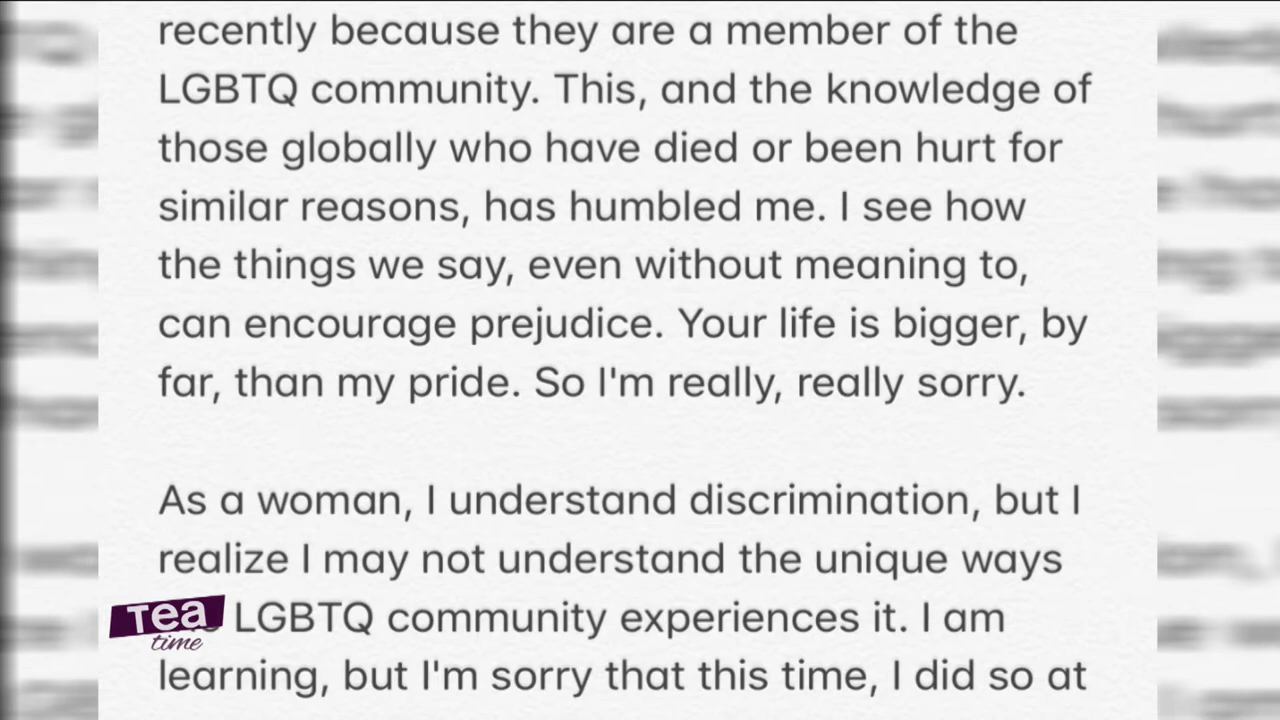 recently because they are a member of the
LGBTQ community. This, and the knowledge of
those globally who have died or been hurt for
similar reasons, has humbled me. I see how
the things we say, even without meaning to,
can encourage prejudice. Your life is bigger, by
far, than my pride. So I'm really, really sorry.
As a woman, I understand discrimination, but I
realize I may not understand the unique ways
LGBTQ community experiences it. I am
learning, but I'm sorry that this time, I did so at
Tea
time